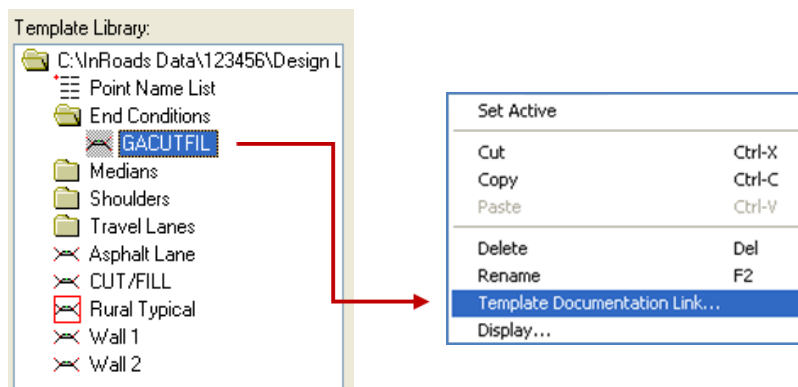 Template Library:
C:\InRoads Data\123456\Design L
Point Name List
End Conditions
GACUTFIL
Medians
Shoulders
Travel Lanes
Asphalt Lane
CUT/FILL
Rural Typical
Wall 1
Wall 2
Set Active
Cut Ctrl-X
Copy Ctrl-C
Paste Ctrl-V
Delete Del
Rename F2
Template Documentation Link...
Display...